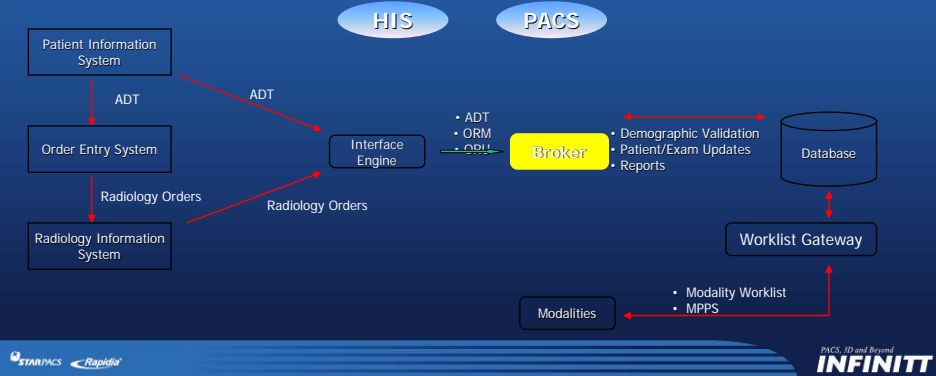 HIS
PACS
Patient Information
System
ADT
ADT
Order Entry System
Interface
Engine
• ADT
• ORM
• ORU
Broker
• Demographic Validation
• Patient/Exam Updates
• Reports
Database
Radiology Orders
Radiology Orders
Radiology Information
System
Worklist Gateway
• Modality Worklist
• MPPS
Modalities
STARPACS
Rapidia
PACS, 3D and Beyond
INFINITT